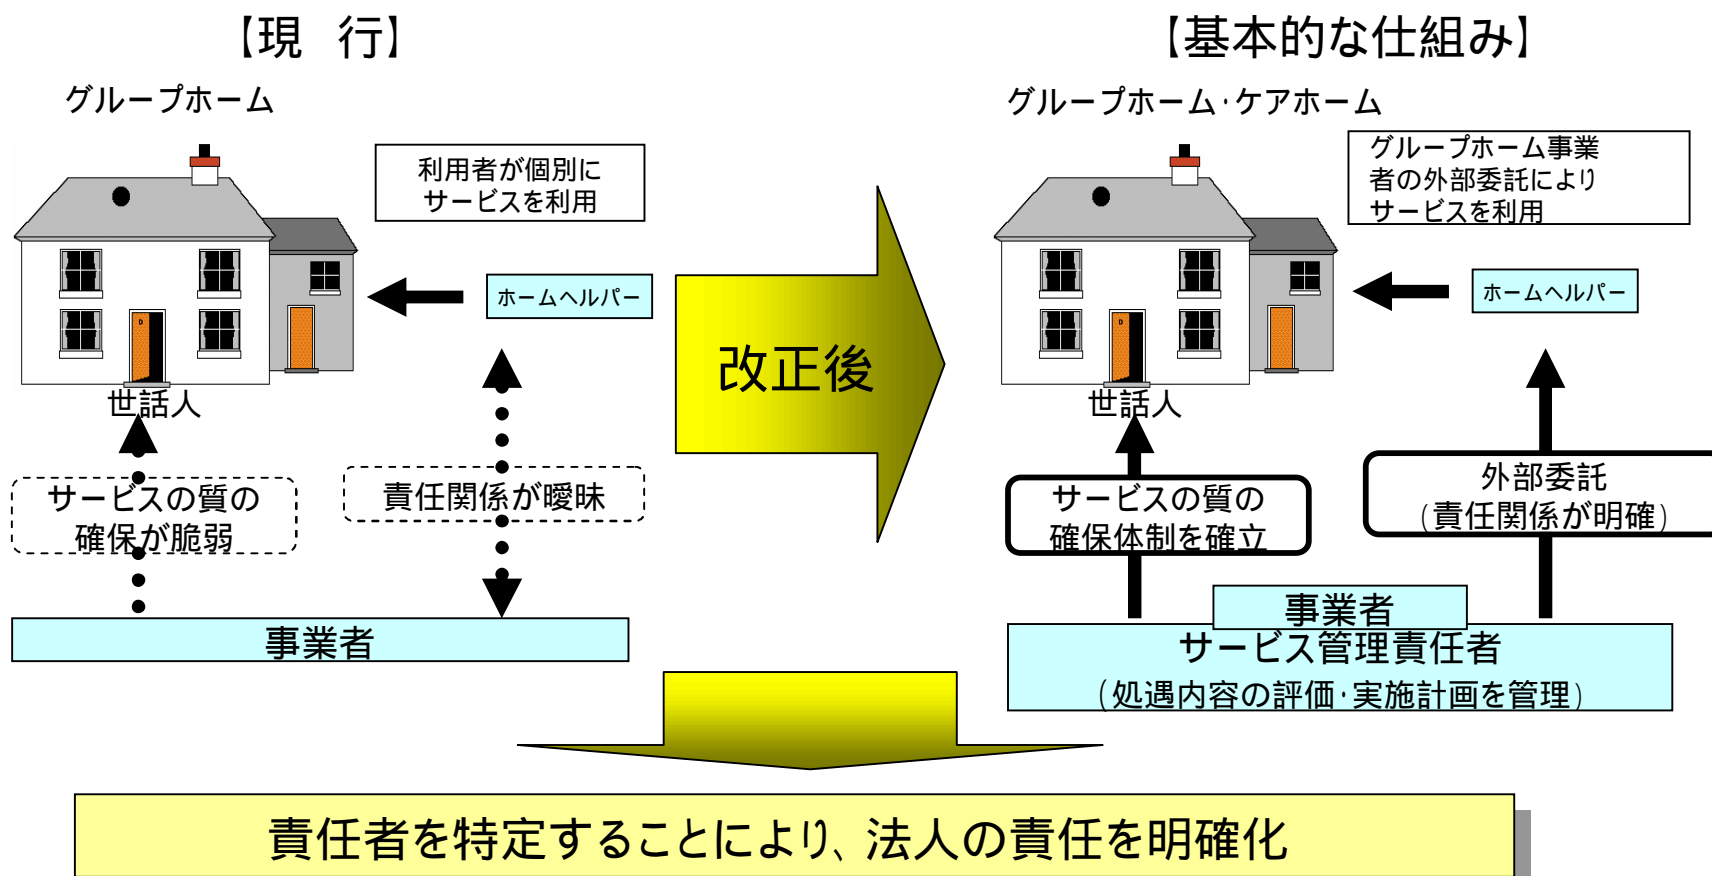 【現　行】
グループホーム
利用者が個別に
サービスを利用
ホームヘルパー
世話人
サービスの質の
確保が脆弱
責任関係が曖昧
事業者
改正後
【基本的な仕組み】
グループホーム・ケアホーム
グループホーム事業
者の外部委託により
サービスを利用
ホームヘルパー
世話人
サービスの質の
確保体制を確立
外部委託
(責任関係が明確)
事業者
サービス管理責任者
(処遇内容の評価・実施計画を管理)
責任者を特定することにより、法人の責任を明確化